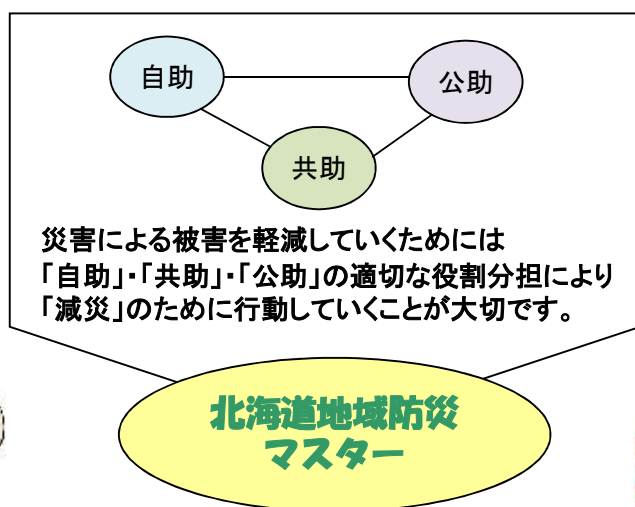 自助
公助
共助
災害による被害を軽減していくためには
「自助」・「共助」・「公助」の適切な役割分担により
「減災」のために行動していくことが大切です。
北海道地域防災
マスター